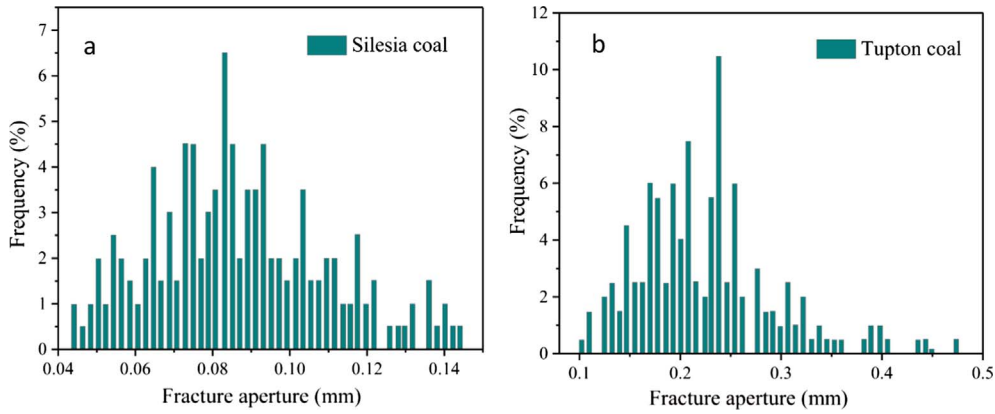 a
Silesia coal
Frequency (%)
7
6
5
4
3
2
1
0
0.04 0.06 0.08 0.10 0.12 0.14
Fracture aperture (mm)
b
Tupton coal
Frequency (%)
12
10
8
6
4
2
0
0.1 0.2 0.3 0.4 0.5
Fracture aperture (mm)